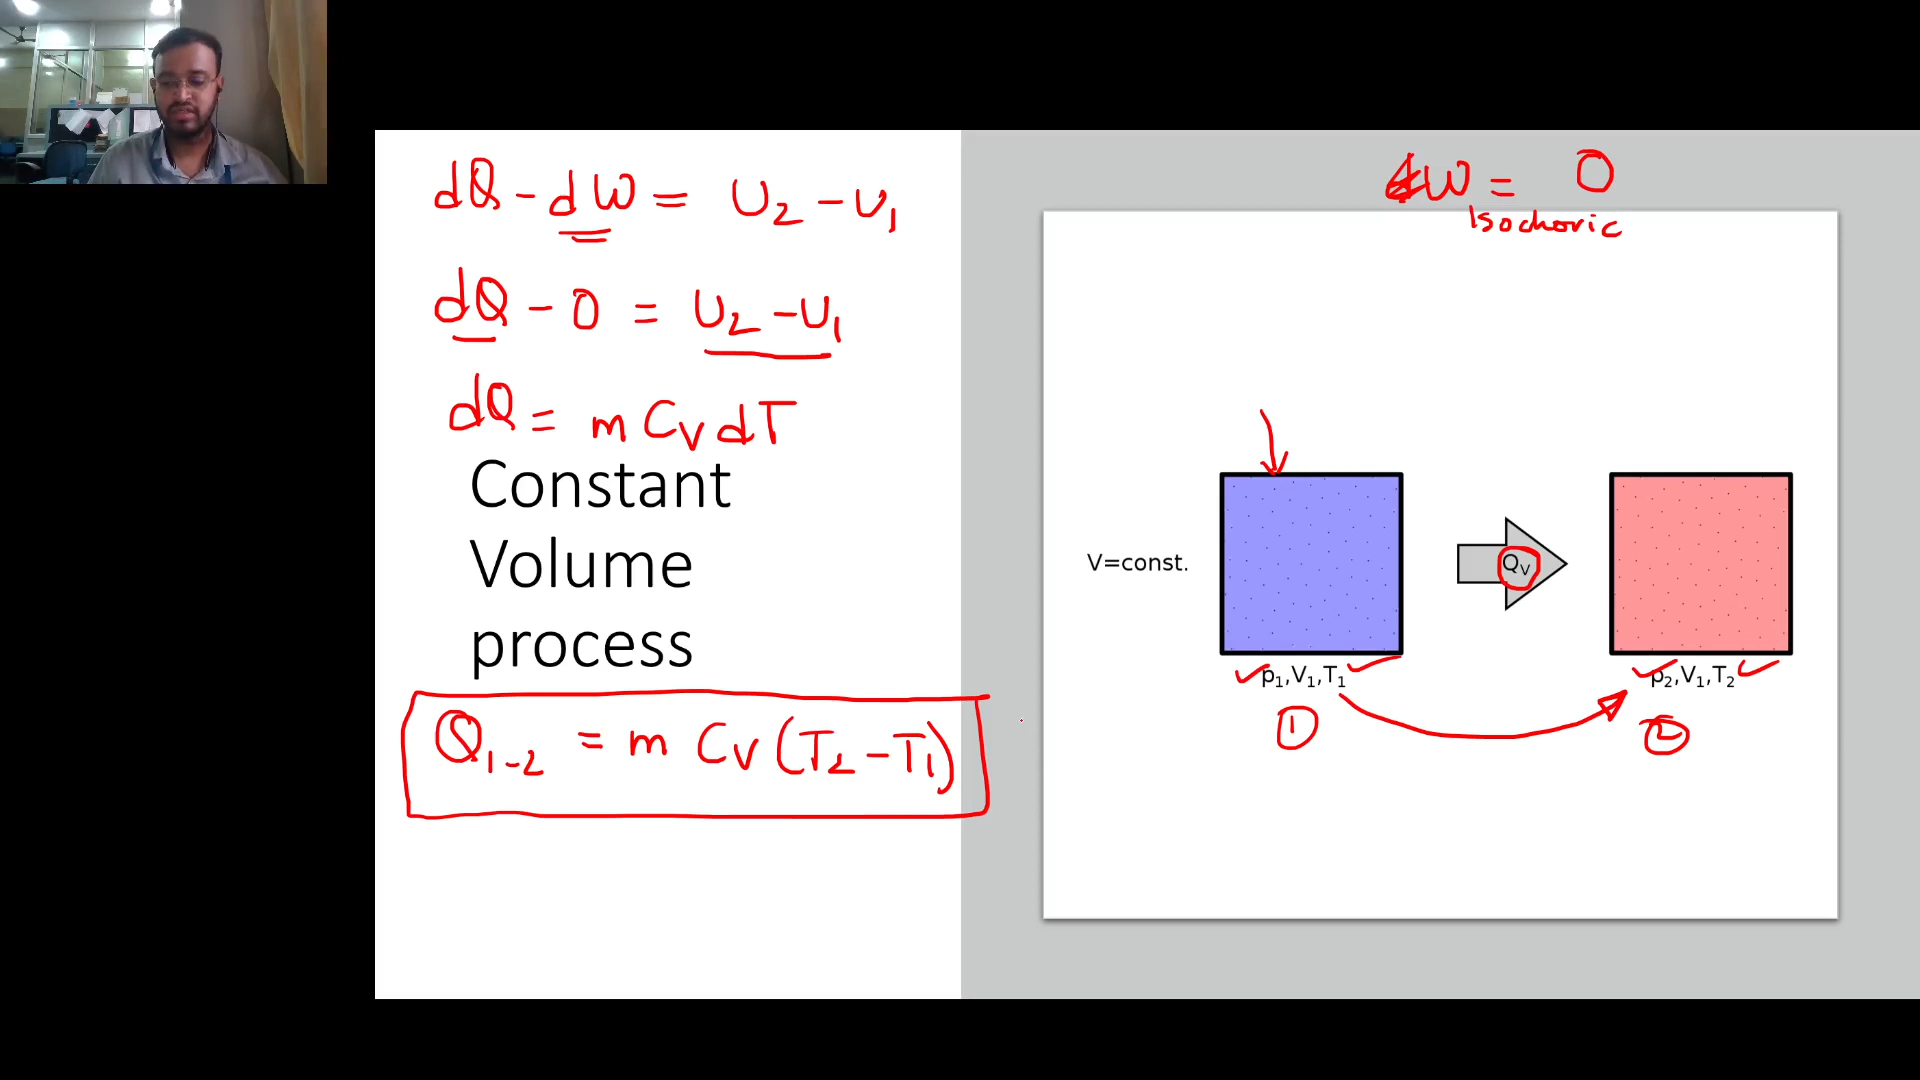 dQ - dW = U₂ - U₁
dQ - 0 = U₂ - U₁
dQ = m Cv dT
Constant
Volume
process
Q₁₋₂ = m Cv (T₂ - T₁)
dW = 0
Isochoric
V=const.
Qv
p₁,V₁,T₁
p₂,V₁,T₂
1
2